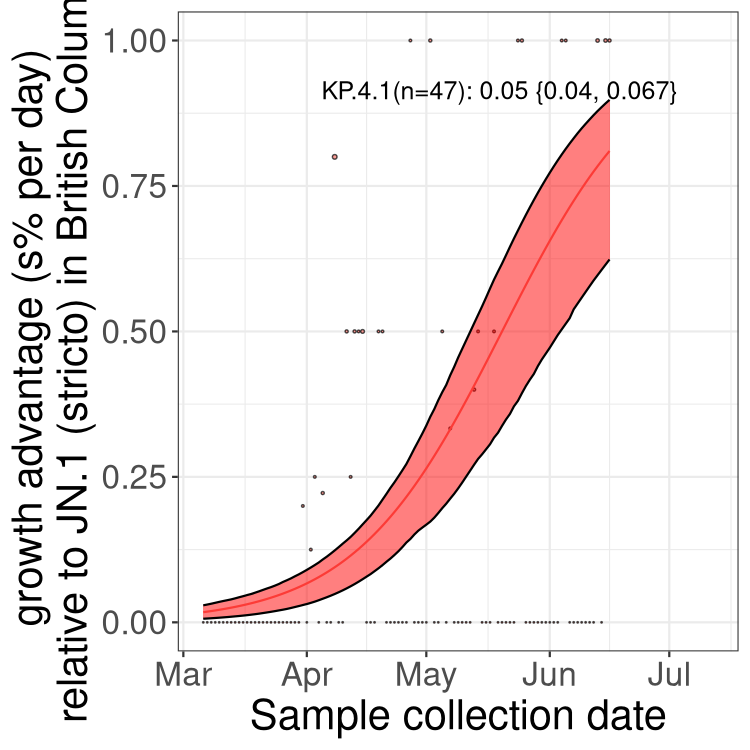 growth advantage (s% per day)
relative to JN.1 (stricto) in British Colum
1.00
0.75
0.50
0.25
0.00
KP.4.1(n=47): 0.05 {0.04, 0.067}
Mar Apr May Jun Jul
Sample collection date